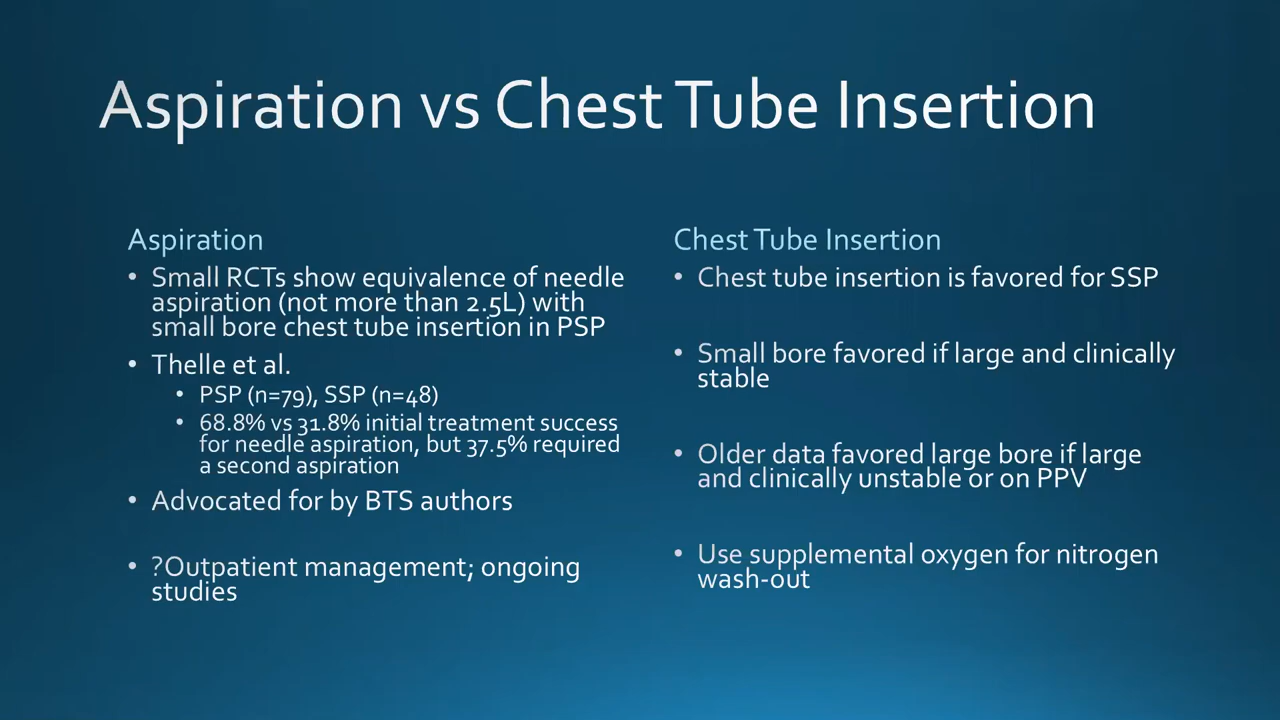 Aspiration vs Chest Tube Insertion
Aspiration
• Small RCTs show equivalence of needle
aspiration (not more than 2.5L) with
small bore chest tube insertion in PSP
• Thelle et al.
• PSP (n=79), SSP (n=48)
• 68.8% vs 31.8% initial treatment success
for needle aspiration, but 37.5% required
a second aspiration
• Advocated for by BTS authors
• ?Outpatient management; ongoing
studies
Chest Tube Insertion
• Chest tube insertion is favored for SSP
• Small bore favored if large and clinically
stable
• Older data favored large bore if large
and clinically unstable or on PPV
• Use supplemental oxygen for nitrogen
wash-out